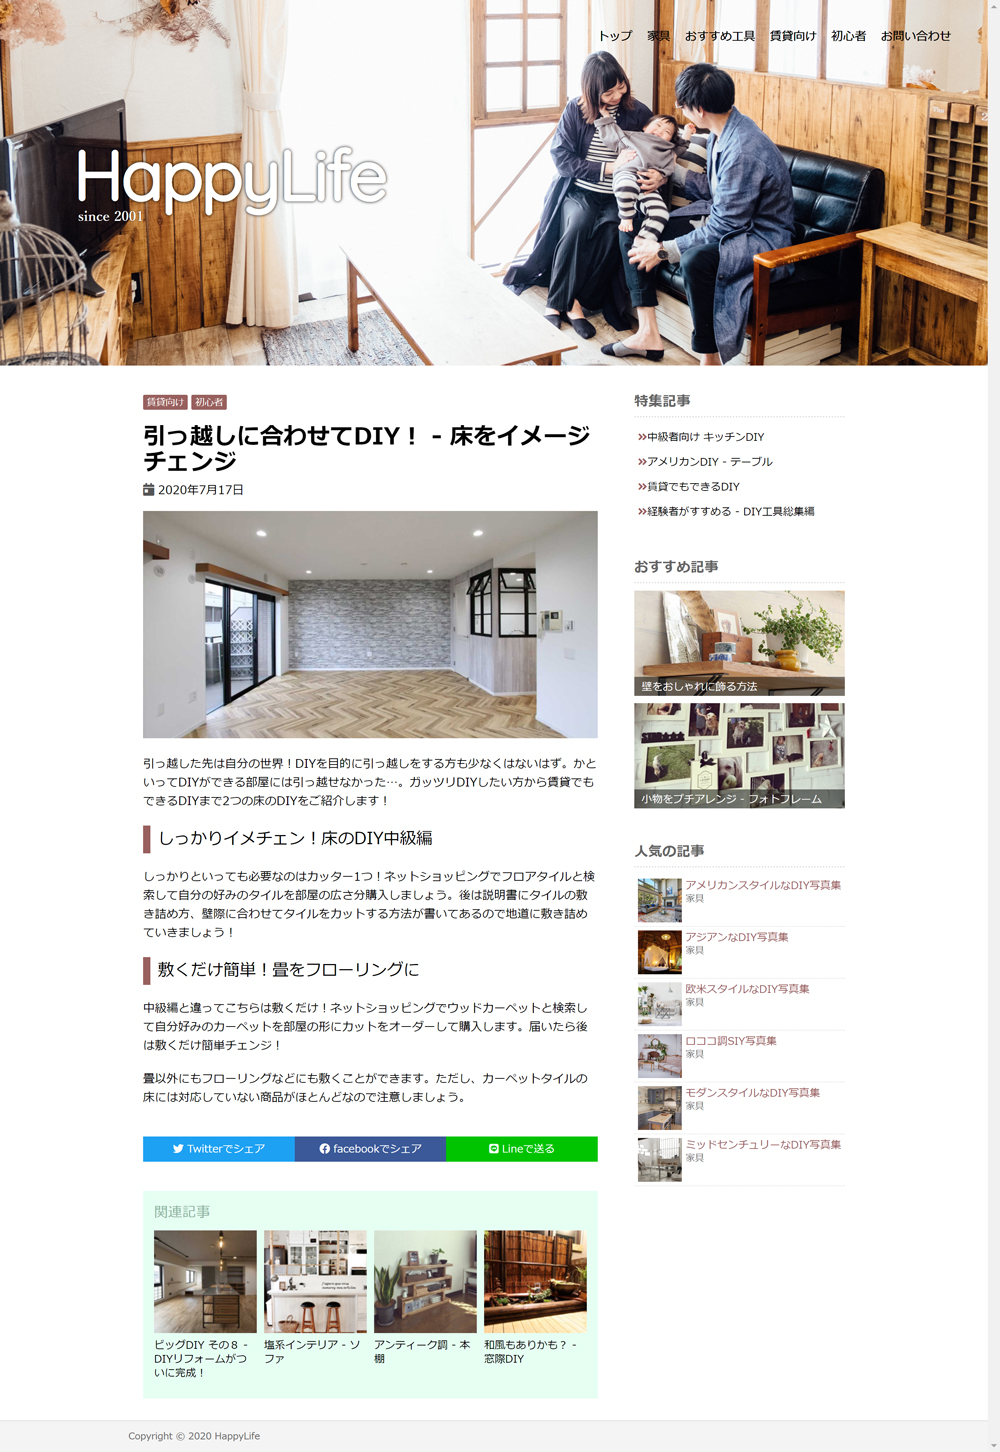 トップ 家具 おすすめ工具 賃貸向け 初心者 お問い合わせ
HappyLife
since 2001
賃貸向け 初心者
引っ越しに合わせてDIY！ - 床をイメージ
チェンジ
2020年7月17日
引っ越した先は自分の世界！DIYを目的に引っ越しをする方も少なくはないはず。かと
いってDIYができる部屋には引っ越せなかった…。ガッツリDIYしたい方から賃貸でも
できるDIYまで2つの床のDIYをご紹介します！
しっかりイメチェン！床のDIY中級編
しっかりといっても必要なのはカッター1つ！ネットショッピングでフロアタイルと検
索して自分の好みのタイルを部屋の広さ分購入しましょう。後は説明書にタイルの敷
き詰め方、壁際に合わせてタイルをカットする方法が書いてあるので地道に敷き詰め
ていきましょう！
敷くだけ簡単！畳をフローリングに
中級編と違ってこちらは敷くだけ！ネットショッピングでウッドカーペットと検索し
て自分好みのカーペットを部屋の形にカットをオーダーして購入します。届いたら後
は敷くだけ簡単チェンジ！
畳以外にもフローリングなどにも敷くことができます。ただし、カーペットタイルの
床には対応していない商品がほとんどなので注意しましょう。
Twitterでシェア facebookでシェア Lineで送る
関連記事
ビッグDIY その８ -
DIYリフォームがつ
いに完成！
塩系インテリア - ソ
ファ
アンティーク調 - 本
棚
和風もありかも？ -
窓際DIY
特集記事
中級者向け キッチンDIY
アメリカンDIY - テーブル
賃貸でもできるDIY
経験者がすすめる - DIY工具総集編
おすすめ記事
壁をおしゃれに飾る方法
小物をプチアレンジ - フォトフレーム
人気の記事
アメリカンスタイルなDIY写真集
家具
アジアンなDIY写真集
家具
欧米スタイルなDIY写真集
家具
ロココ調SIY写真集
家具
モダンスタイルなDIY写真集
家具
ミッドセンチュリーなDIY写真集
家具
Copyright © 2020 HappyLife